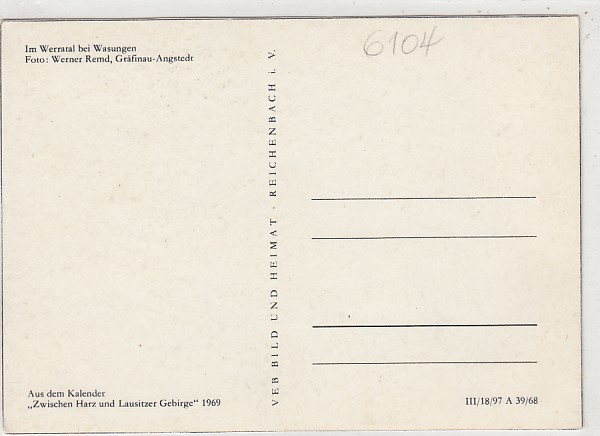 Im Werratal bei Wasungen
Foto: Werner Remd, Gräfinau-Angstedt
6104
VEB BILD UND HEIMAT - REICHENBACH i. V.
Aus dem Kalender
„Zwischen Harz und Lausitzer Gebirge“ 1969
III/18/97 A 39/68